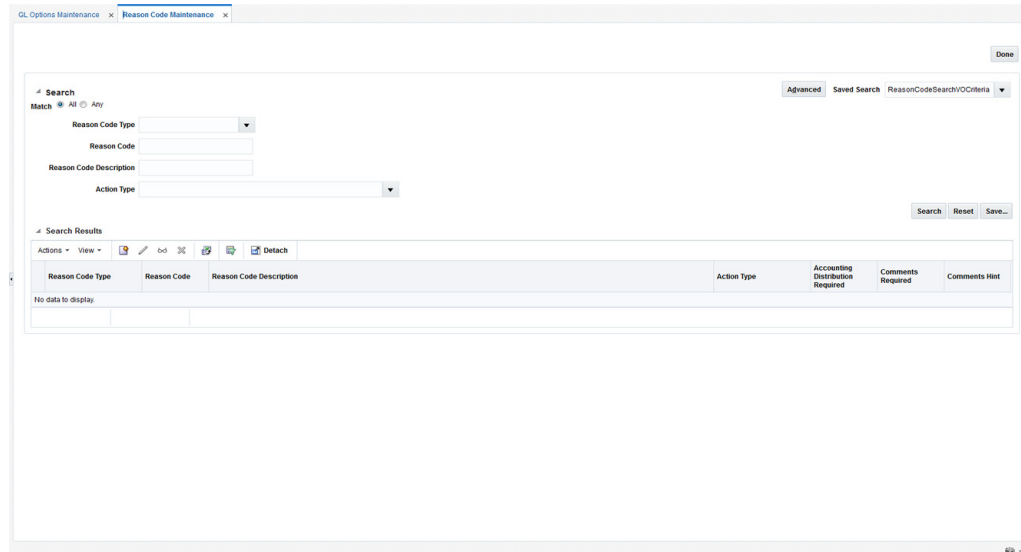 GL Options Maintenance x Reason Code Maintenance x
Done
Search
Advanced Saved Search ReasonCodeSearchVOCriteria
Match All Any
Reason Code Type
Reason Code
Reason Code Description
Action Type
Search Reset Save...
Search Results
Actions View Detach
Reason Code Type Reason Code Reason Code Description Action Type Accounting Distribution Required Comments Required Comments Hint
No data to display.